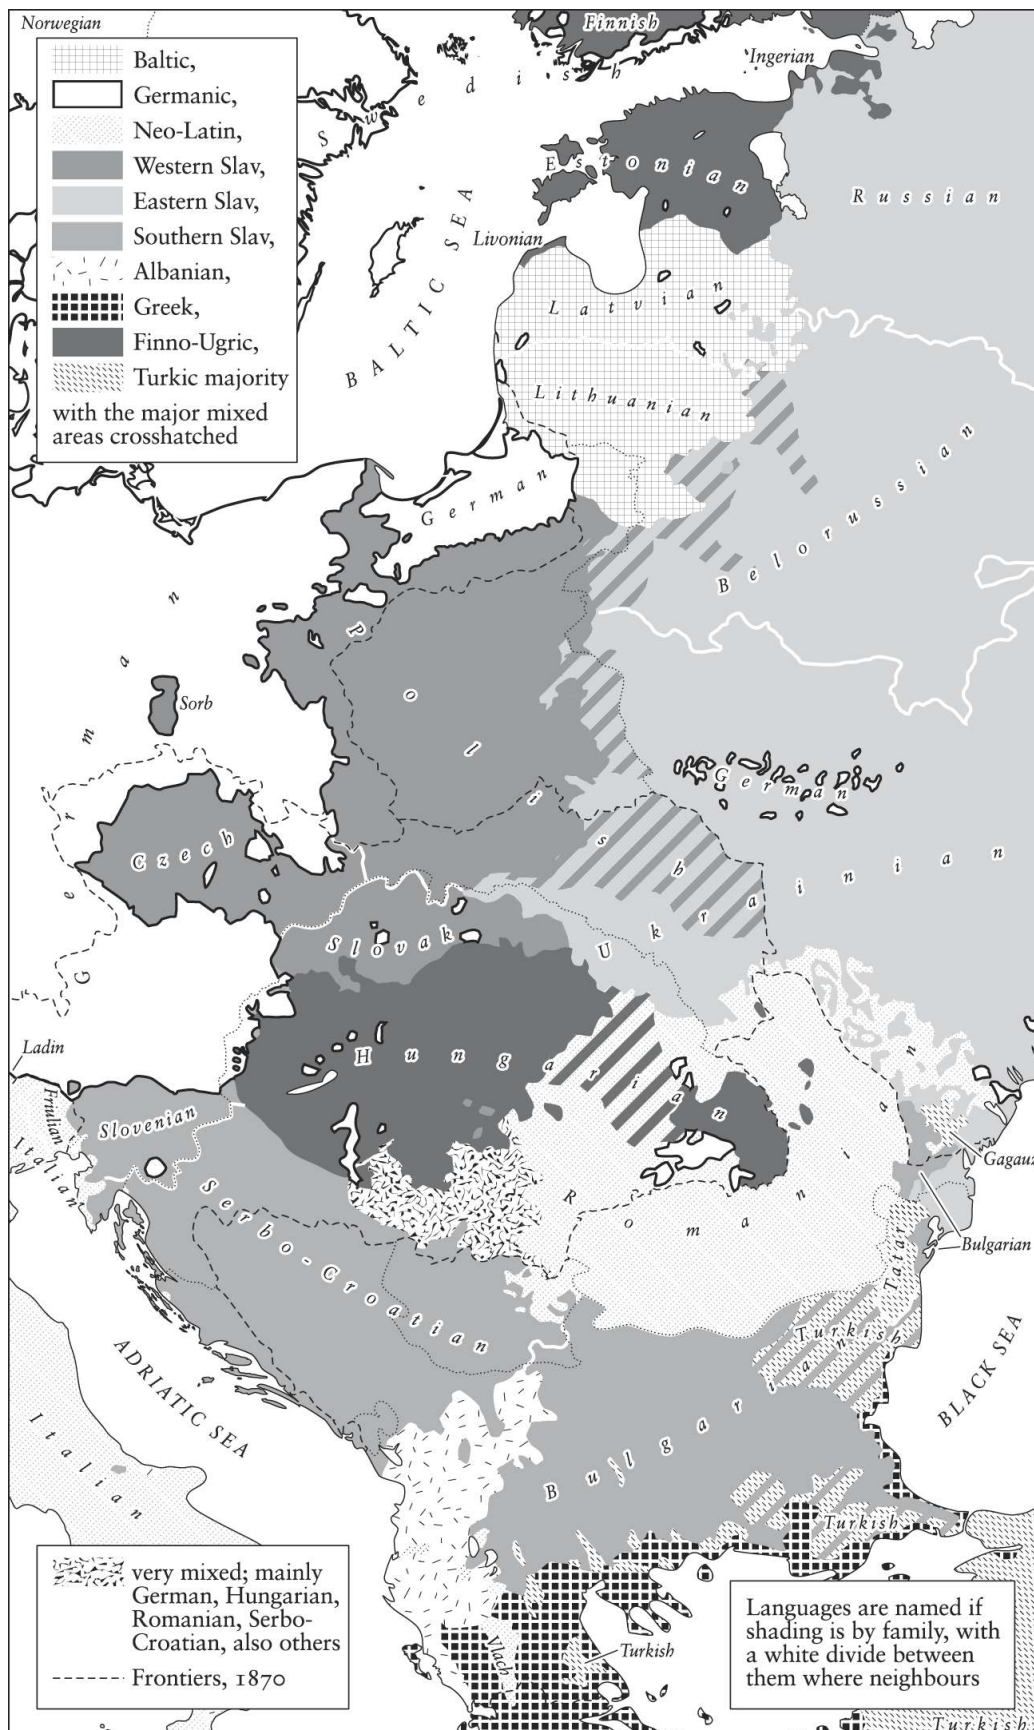 Norwegian
Baltic,
Germanic,
Neo-Latin,
Western Slav,
Eastern Slav,
Southern Slav,
Albanian,
Greek,
Finno-Ugric,
Turkic majority
with the major mixed
areas crosshatched
Swedish
Finnish
Ingerian
Estonian
Russian
Livonian
BALTIC SEA
Latvian
Lithuanian
German
Belorussian
Polish
Sorb
German
German
Czech
Slovak
Ukrainian
Ladin
Friulian
Italian
Slovenian
Hungarian
Romanian
Serbo-Croatian
Gagauz
Bulgarian
Tatar
Turkish
ADRIATIC SEA
BLACK SEA
Italian
Bulgarian
Turkish
Vlach
Turkish
Turkish
very mixed; mainly
German, Hungarian,
Romanian, Serbo-
Croatian, also others
Frontiers, 1870
Languages are named if
shading is by family, with
a white divide between
them where neighbours